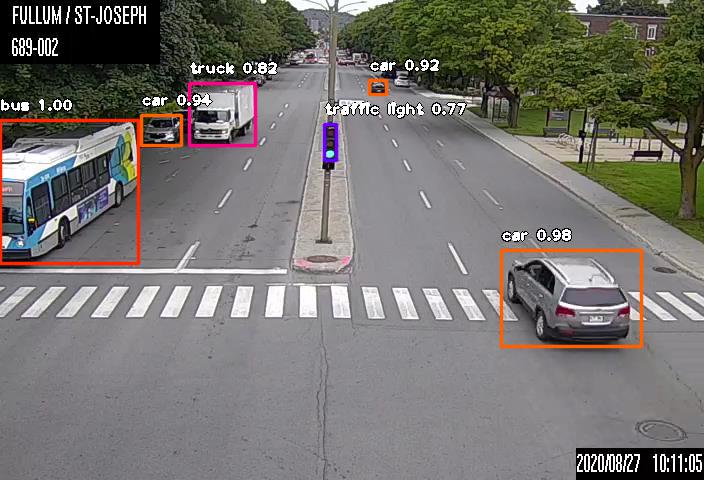 FULLUM / ST-JOSEPH
689-002
car 0.92
truck 0.82
car 0.94
bus 1.00
traffic light 0.77
car 0.98
2020/08/27 10:11:05